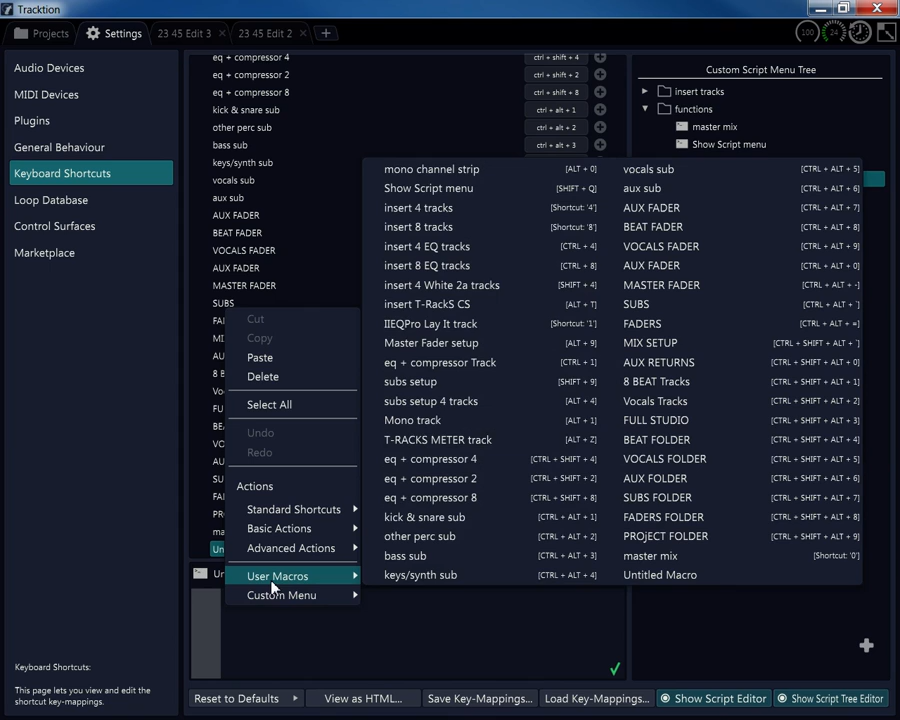 Tracktion
Projects
Settings
23 45 Edit 3
23 45 Edit 2
100
24
Audio Devices
MIDI Devices
Plugins
General Behaviour
Keyboard Shortcuts
Loop Database
Control Surfaces
Marketplace
Keyboard Shortcuts:
This page lets you view and edit the
shortcut key-mappings.
eq + compressor 4 ctrl + shift + 4
eq + compressor 2 ctrl + shift + 2
eq + compressor 8 ctrl + shift + 8
kick & snare sub ctrl + alt + 1
other perc sub ctrl + alt + 2
bass sub ctrl + alt + 3
keys/synth sub
vocals sub
aux sub
AUX FADER
BEAT FADER
VOCALS FADER
AUX FADER
MASTER FADER
SUBS
Cut
Copy
Paste
Delete
Select All
Undo
Redo
Actions
Standard Shortcuts
Basic Actions
Advanced Actions
User Macros
Custom Menu
mono channel strip [ALT + 0]
Show Script menu [SHIFT + Q]
insert 4 tracks [Shortcut: '4']
insert 8 tracks [Shortcut: '8']
insert 4 EQ tracks [CTRL + 4]
insert 8 EQ tracks [CTRL + 8]
insert 4 White 2a tracks [SHIFT + 4]
insert T-RackS CS [ALT + T]
IIEQPro Lay It track [Shortcut: '1']
Master Fader setup [ALT + 9]
eq + compressor Track [CTRL + 1]
subs setup [SHIFT + 9]
subs setup 4 tracks [ALT + 2]
Mono track [ALT + 1]
T-RACKS METER track [ALT + Z]
eq + compressor 4 [CTRL + SHIFT + 4]
eq + compressor 2 [CTRL + SHIFT + 2]
eq + compressor 8 [CTRL + SHIFT + 8]
kick & snare sub [CTRL + ALT + 1]
other perc sub [CTRL + ALT + 2]
bass sub [CTRL + ALT + 3]
keys/synth sub [CTRL + ALT + 4]
vocals sub [CTRL + ALT + 5]
aux sub [CTRL + ALT + 6]
AUX FADER [CTRL + ALT + 7]
BEAT FADER [CTRL + ALT + 8]
VOCALS FADER [CTRL + ALT + 9]
AUX FADER [CTRL + ALT + 0]
MASTER FADER [CTRL + ALT + -]
SUBS [CTRL + ALT + `]
FADERS [CTRL + ALT + =]
MIX SETUP [CTRL + SHIFT + ALT + `]
AUX RETURNS [CTRL + SHIFT + ALT + `]
8 BEAT Tracks [CTRL + SHIFT + ALT + 1]
Vocals Tracks [CTRL + SHIFT + ALT + 2]
FULL STUDIO [CTRL + SHIFT + ALT + 3]
BEAT FOLDER [CTRL + SHIFT + ALT + 4]
VOCALS FOLDER [CTRL + SHIFT + ALT + 5]
AUX FOLDER [CTRL + SHIFT + ALT + 6]
SUBS FOLDER [CTRL + SHIFT + ALT + 7]
FADERS FOLDER [CTRL + SHIFT + ALT + 8]
PROJECT FOLDER [CTRL + SHIFT + ALT + 9]
master mix [Shortcut: '0']
Untitled Macro
Custom Script Menu Tree
insert tracks
functions
master mix
Show Script menu
Reset to Defaults
View as HTML...
Save Key-Mappings...
Load Key-Mappings...
Show Script Editor
Show Script Tree Editor